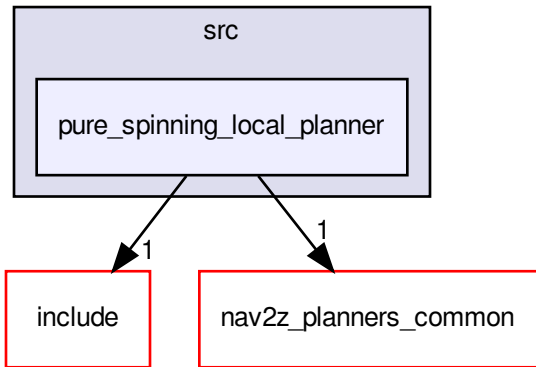 src
pure_spinning_local_planner
1
1
include
nav2z_planners_common